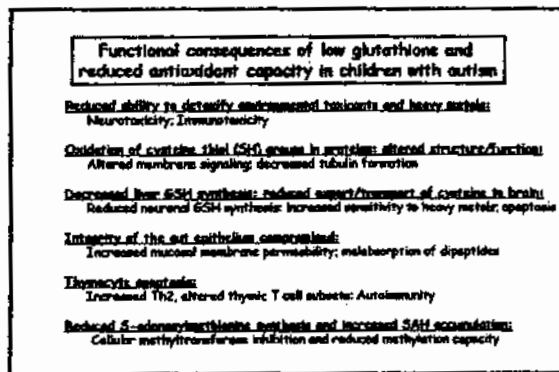 Functional consequences of low glutathione and
reduced antioxidant capacity in children with autism
Reduced ability to detoxify environmental toxicants and heavy metals:
Neurotoxicity; Immunotoxicity
Oxidation of cysteine thiol (SH) groups in proteins: altered structure/function:
Altered membrane signaling; decreased tubulin formation
Decreased liver GSH synthesis: reduced export/transport of cysteine to brain:
Reduced neuronal GSH synthesis: increased sensitivity to heavy metals; apoptosis
Integrity of the gut epithelium compromised:
Increased mucosal membrane permeability; malabsorption of dipeptides
Thymocyte apoptosis:
Increased Th2, altered thymic T cell subsets: Autoimmunity
Reduced S-adenosylmethionine synthesis and increased SAH accumulation:
Cellular methyltransferase inhibition and reduced methylation capacity